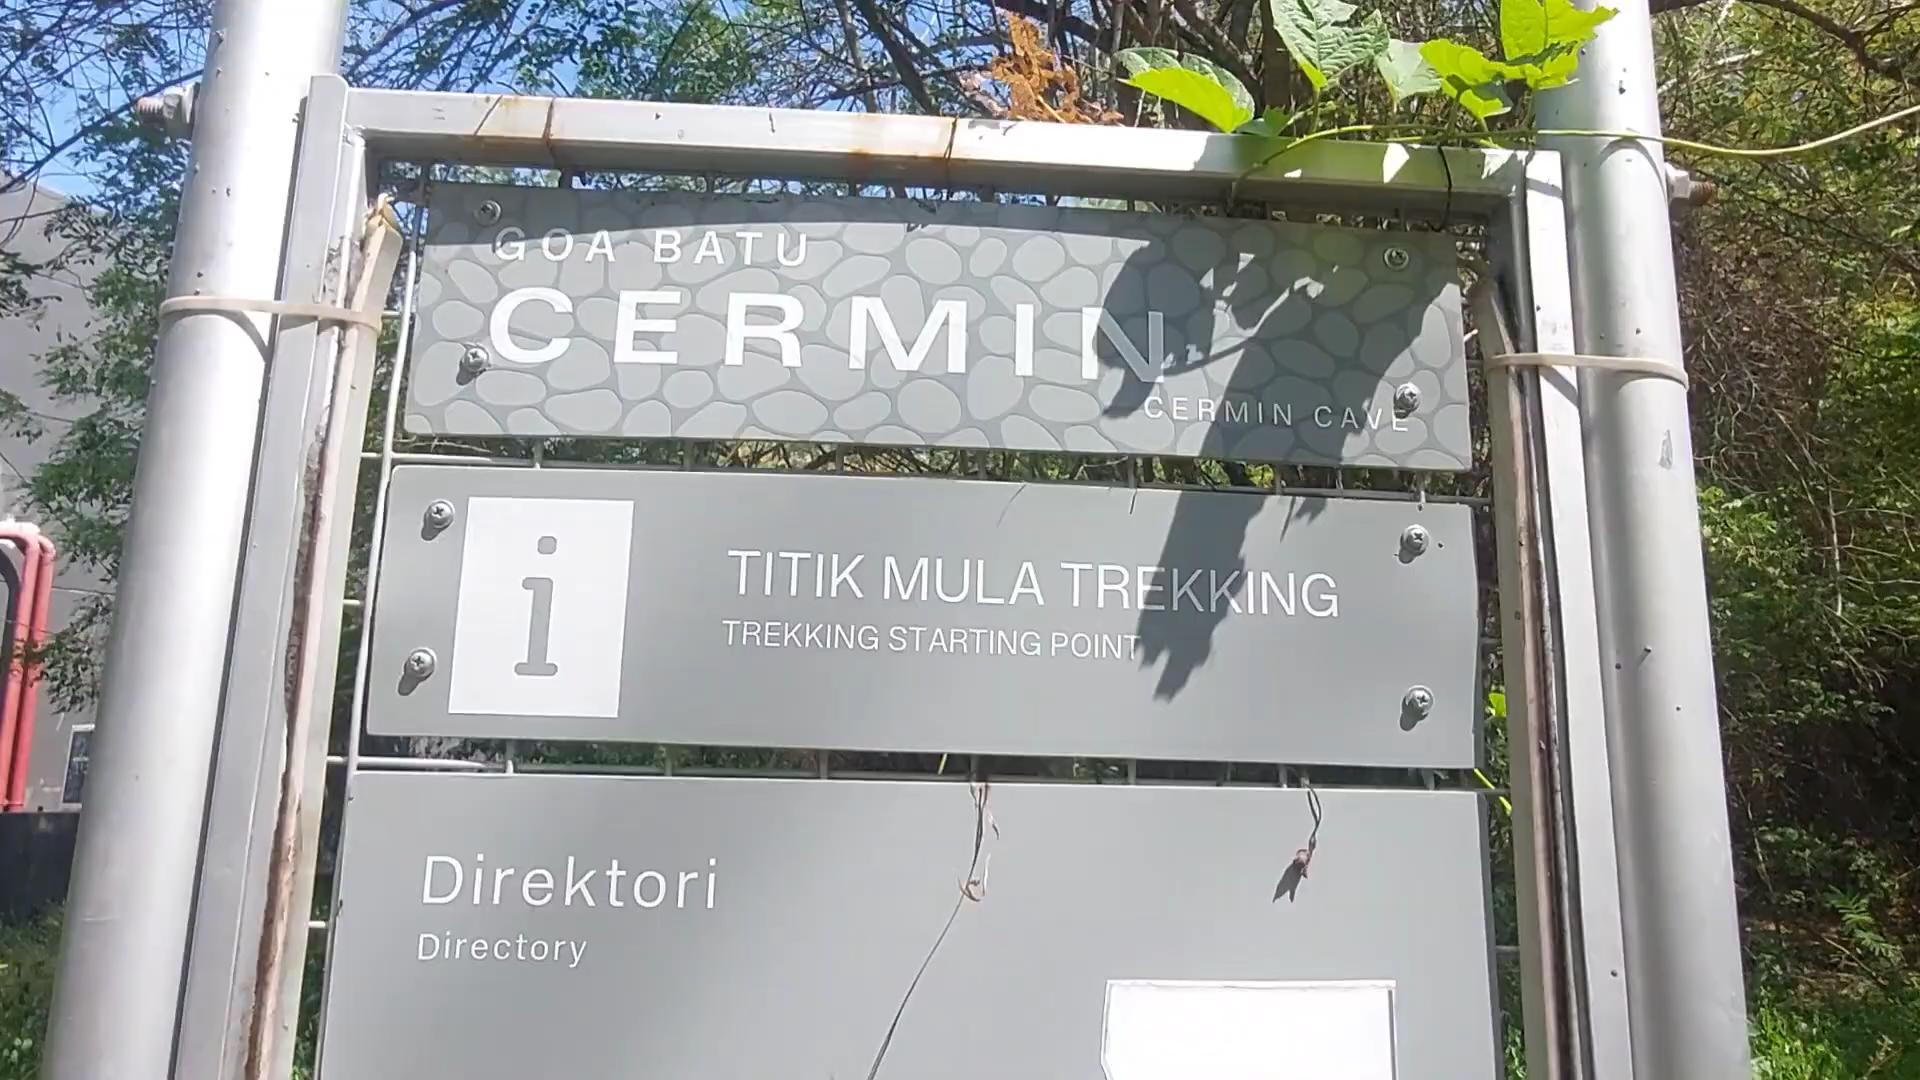 GOA BATU
CERMIN
CERMIN CAVE
i
TITIK MULA TREKKING
TREKKING STARTING POINT
Direktori
Directory